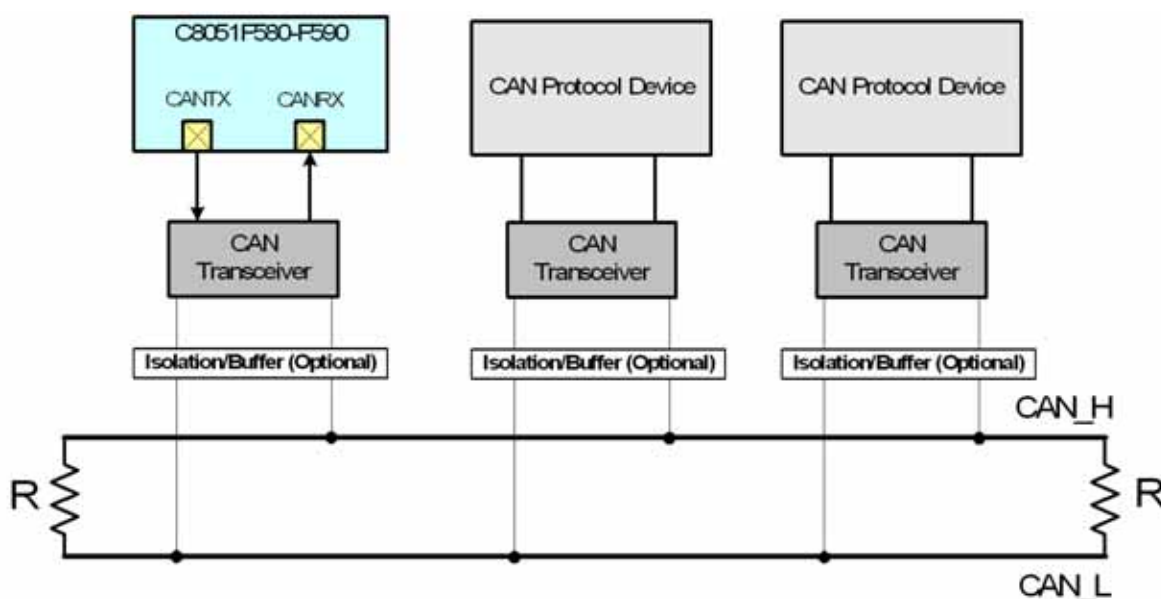 C8051F580-F590
CANTX
CANRX
CAN Protocol Device
CAN Protocol Device
CAN
Transceiver
CAN
Transceiver
CAN
Transceiver
Isolation/Buffer (Optional)
Isolation/Buffer (Optional)
Isolation/Buffer (Optional)
CAN_H
R
R
CAN_L